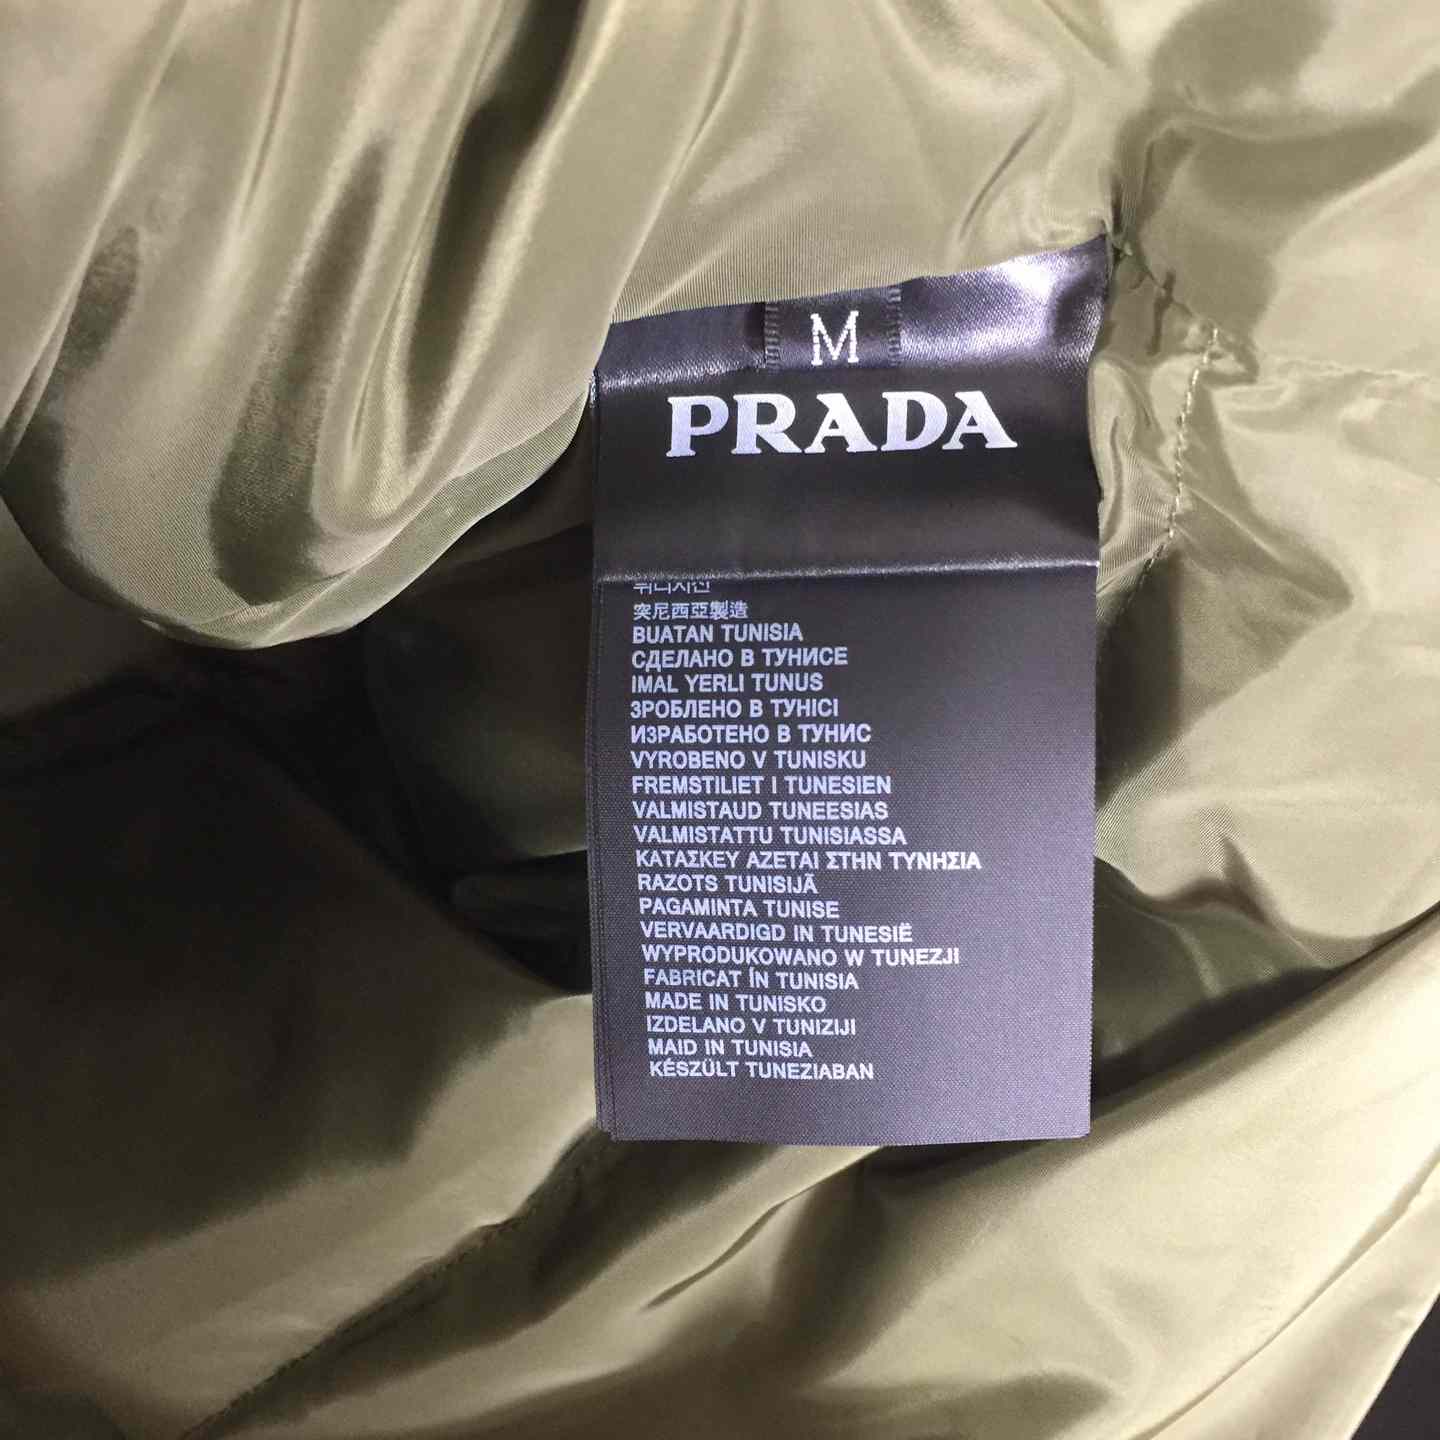 M
PRADA
突尼西亞製造
BUATAN TUNISIA
СДЕЛАНО В ТУНИСЕ
IMAL YERLI TUNUS
ЗРОБЛЕНО В ТУНІСІ
ИЗРАБОТЕНО В ТУНИС
VYROBENO V TUNISKU
FREMSTILIET I TUNESIEN
VALMISTAUD TUNEESIAS
VALMISTATTU TUNISIASSA
ΚΑΤΑΣΚΕΥ ΑΖΕΤΑΙ ΣΤΗΝ ΤΥΝΗΣΙΑ
RAZOTS TUNISIJÃ
PAGAMINTA TUNISE
VERVAARDIGD IN TUNESIË
WYPRODUKOWANO W TUNEZJI
FABRICAT ÍN TUNISIA
MADE IN TUNISKO
IZDELANO V TUNIZIJI
MAID IN TUNISIA
KÉSZÜLT TUNEZIABAN